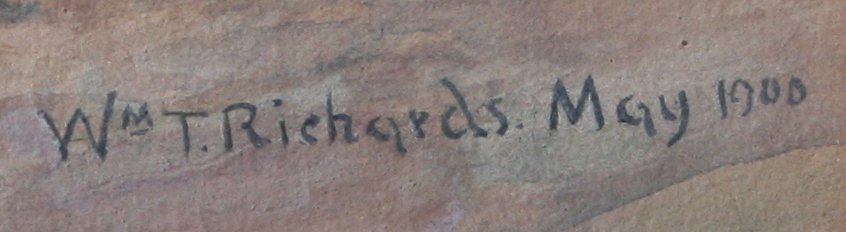 Wᴹ T. Richards. May 1900